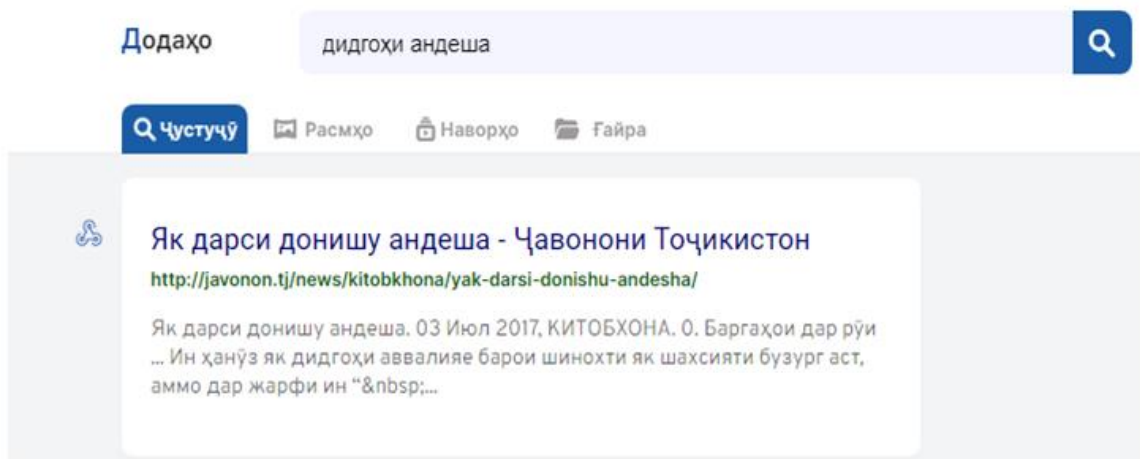 Додаҳо
дидгоҳи андеша
Ҷустуҷӯ Расмҳо Наворҳо Ғайра
Як дарси донишу андеша - Ҷавонони Тоҷикистон
http://javonon.tj/news/kitobkhona/yak-darsi-donishu-andesha/
Як дарси донишу андеша. 03 Июл 2017, КИТОБХОНА. 0. Баргаҳои дар рӯи
... Ин ҳанӯз як дидгоҳи аввалияе барои шинохти як шахсияти бузург аст,
аммо дар жарфи ин “&nbsp;...